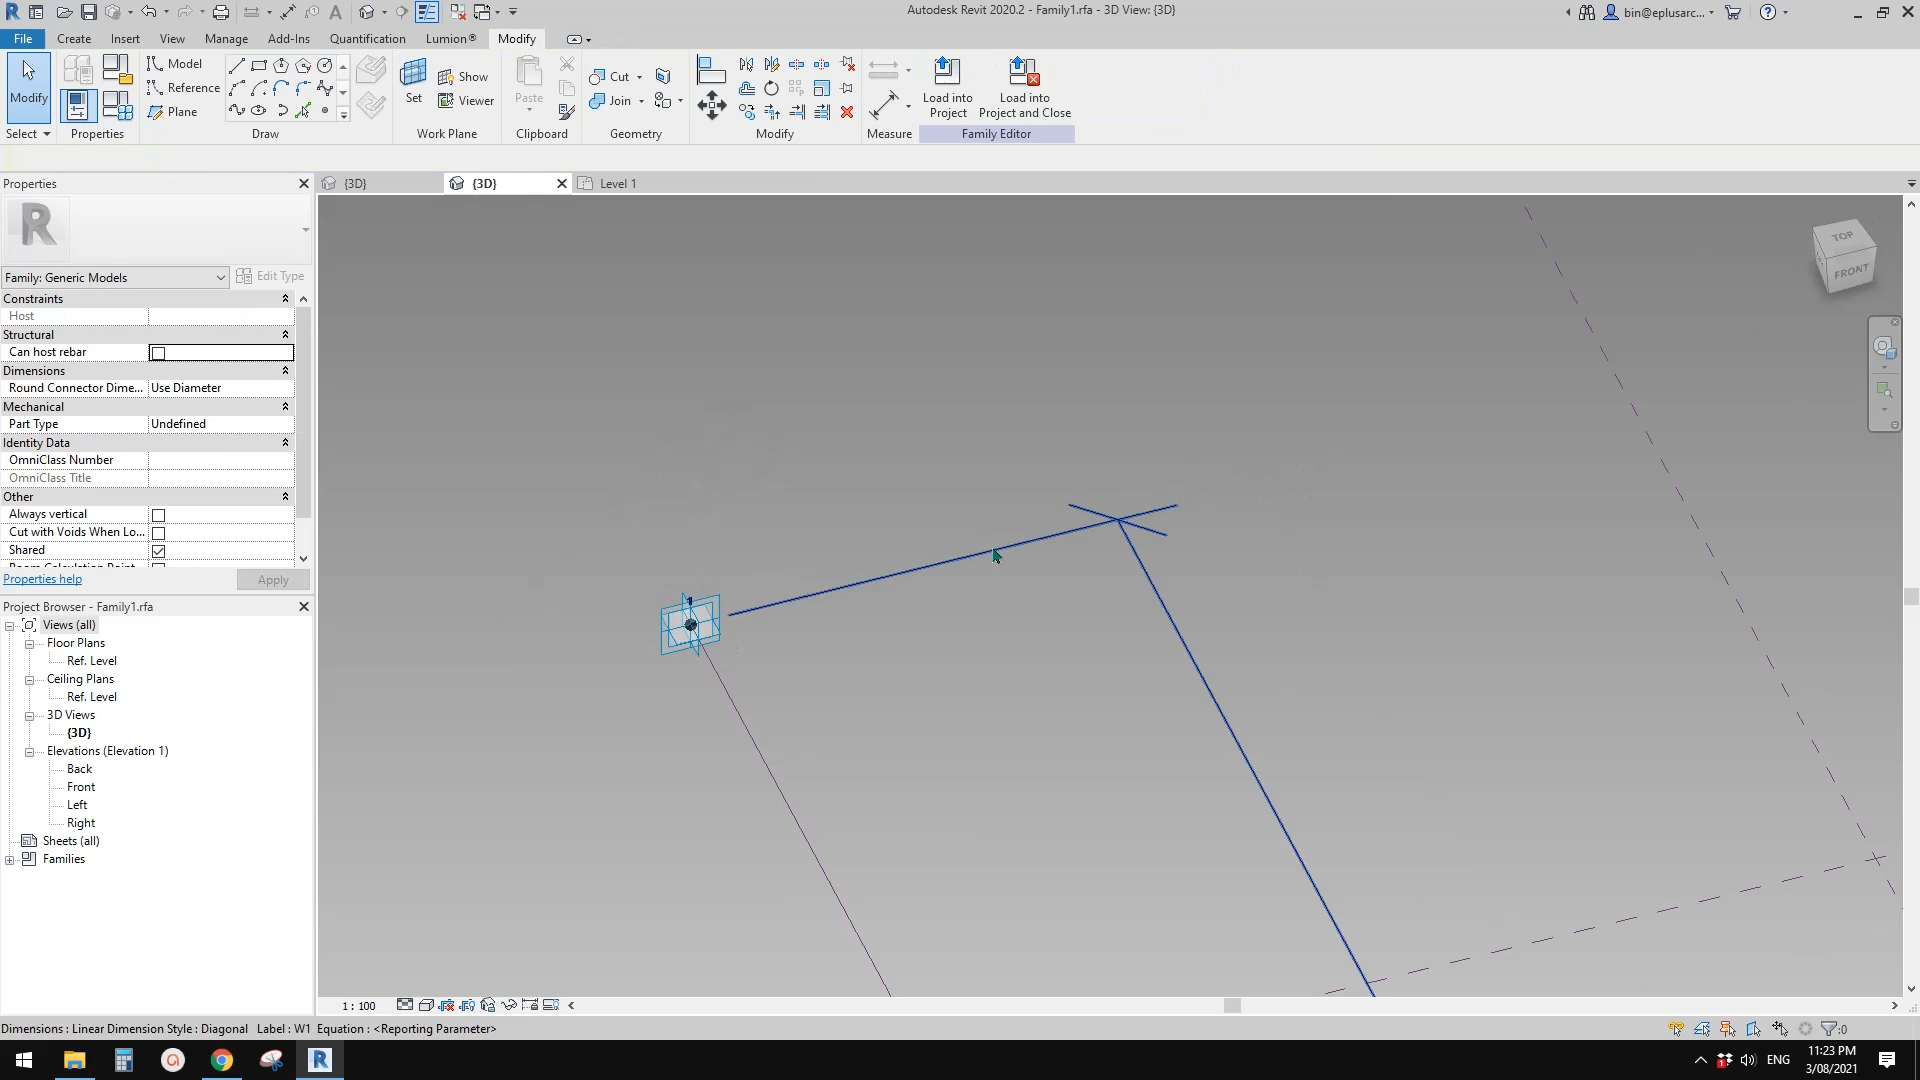 Autodesk Revit 2020.2 - Family1.rfa - 3D View: {3D}
bin@eplusarc...
File Create Insert View Manage Add-Ins Quantification Lumion® Modify
Modify
Select
Properties
Model
Reference
Plane
Draw
Set
Show
Viewer
Work Plane
Paste
Clipboard
Cut
Join
Geometry
Modify
Measure
Load into
Project
Load into
Project and Close
Family Editor
Properties
{3D}
{3D}
Level 1
R
Family: Generic Models
Edit Type
Constraints
Host
Structural
Can host rebar
Dimensions
Round Connector Dime... Use Diameter
Mechanical
Part Type Undefined
Identity Data
OmniClass Number
OmniClass Title
Other
Always vertical
Cut with Voids When Lo...
Shared
Properties help
Apply
Project Browser - Family1.rfa
Views (all)
Floor Plans
Ref. Level
Ceiling Plans
Ref. Level
3D Views
{3D}
Elevations (Elevation 1)
Back
Front
Left
Right
Sheets (all)
Families
TOP
FRONT
1
1 : 100
Dimensions : Linear Dimension Style : Diagonal Label : W1 Equation : <Reporting Parameter>
:0
ENG
11:23 PM
3/08/2021